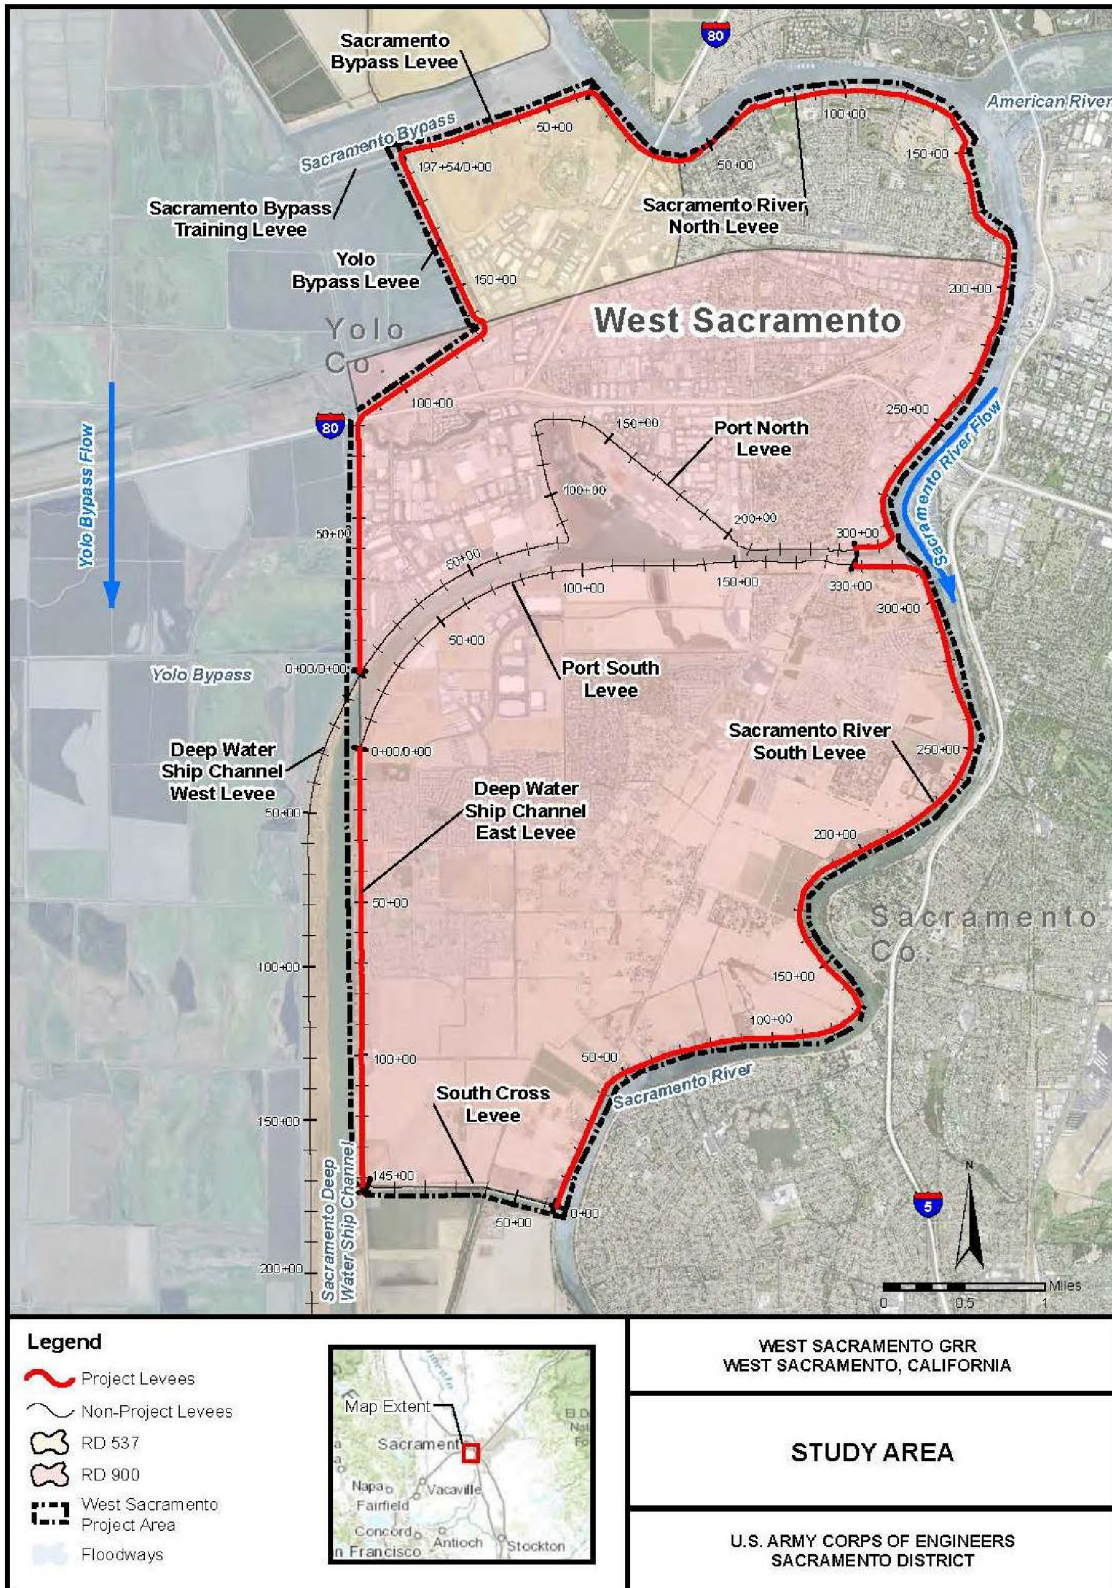 80
Sacramento
Bypass Levee
American River
100+00
50+00
150+00
Sacramento Bypass
50+00
197+54/0+00
Sacramento Bypass
Training Levee
Sacramento River
North Levee
Yolo
Bypass Levee
150+00
200+00
West Sacramento
Yolo
Co.
100+00
80
250+00
150+00
Port North
Levee
Yolo Bypass Flow
Sacramento River Flow
100+00
200+00
50+00
300+00
50+00
100+00
150+00
330+00
300+00
50+00
Yolo Bypass
0+00/0+00
Port South
Levee
Sacramento River
South Levee
Deep Water
Ship Channel
West Levee
0+00/0+00
250+00
Deep Water
Ship Channel
East Levee
50+00
200+00
50+00
Sacramento
Co.
100+00
150+00
100+00
50+00
100+00
Sacramento River
South Cross
Levee
150+00
Sacramento Deep
Water Ship Channel
145+00
50+00
0+00
N
5
200+00
Miles
0
0.5
1
Legend
Project Levees
Non-Project Levees
RD 537
RD 900
West Sacramento
Project Area
Floodways
Map Extent
El D
Na
Fo
Sacrament
Napa
Vacaville
Fairfield
Concord
Antioch
Stockton
n Francisco
WEST SACRAMENTO GRR
WEST SACRAMENTO, CALIFORNIA
STUDY AREA
U.S. ARMY CORPS OF ENGINEERS
SACRAMENTO DISTRICT